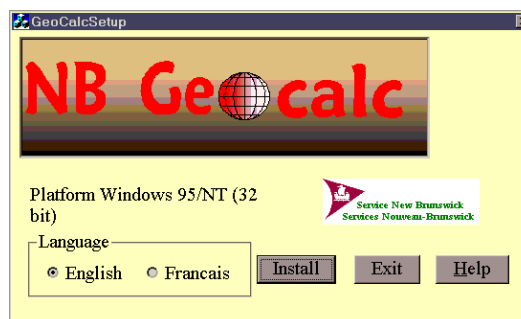 GeoCalcSetup
NB Geocalc
Platform Windows 95/NT (32
bit)
Service New Brunswick
Services Nouveau-Brunswick
Language
English
Francais
Install
Exit
Help